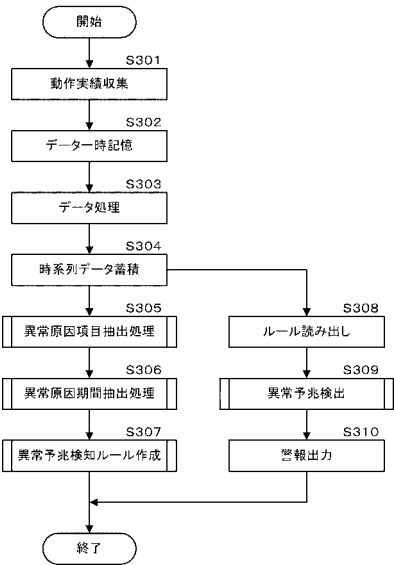 開始
S301
動作実績収集
S302
データ一時記憶
S303
データ処理
S304
時系列データ蓄積
S305
異常原因項目抽出処理
S306
異常原因期間抽出処理
S307
異常予兆検知ルール作成
S308
ルール読み出し
S309
異常予兆検出
S310
警報出力
終了